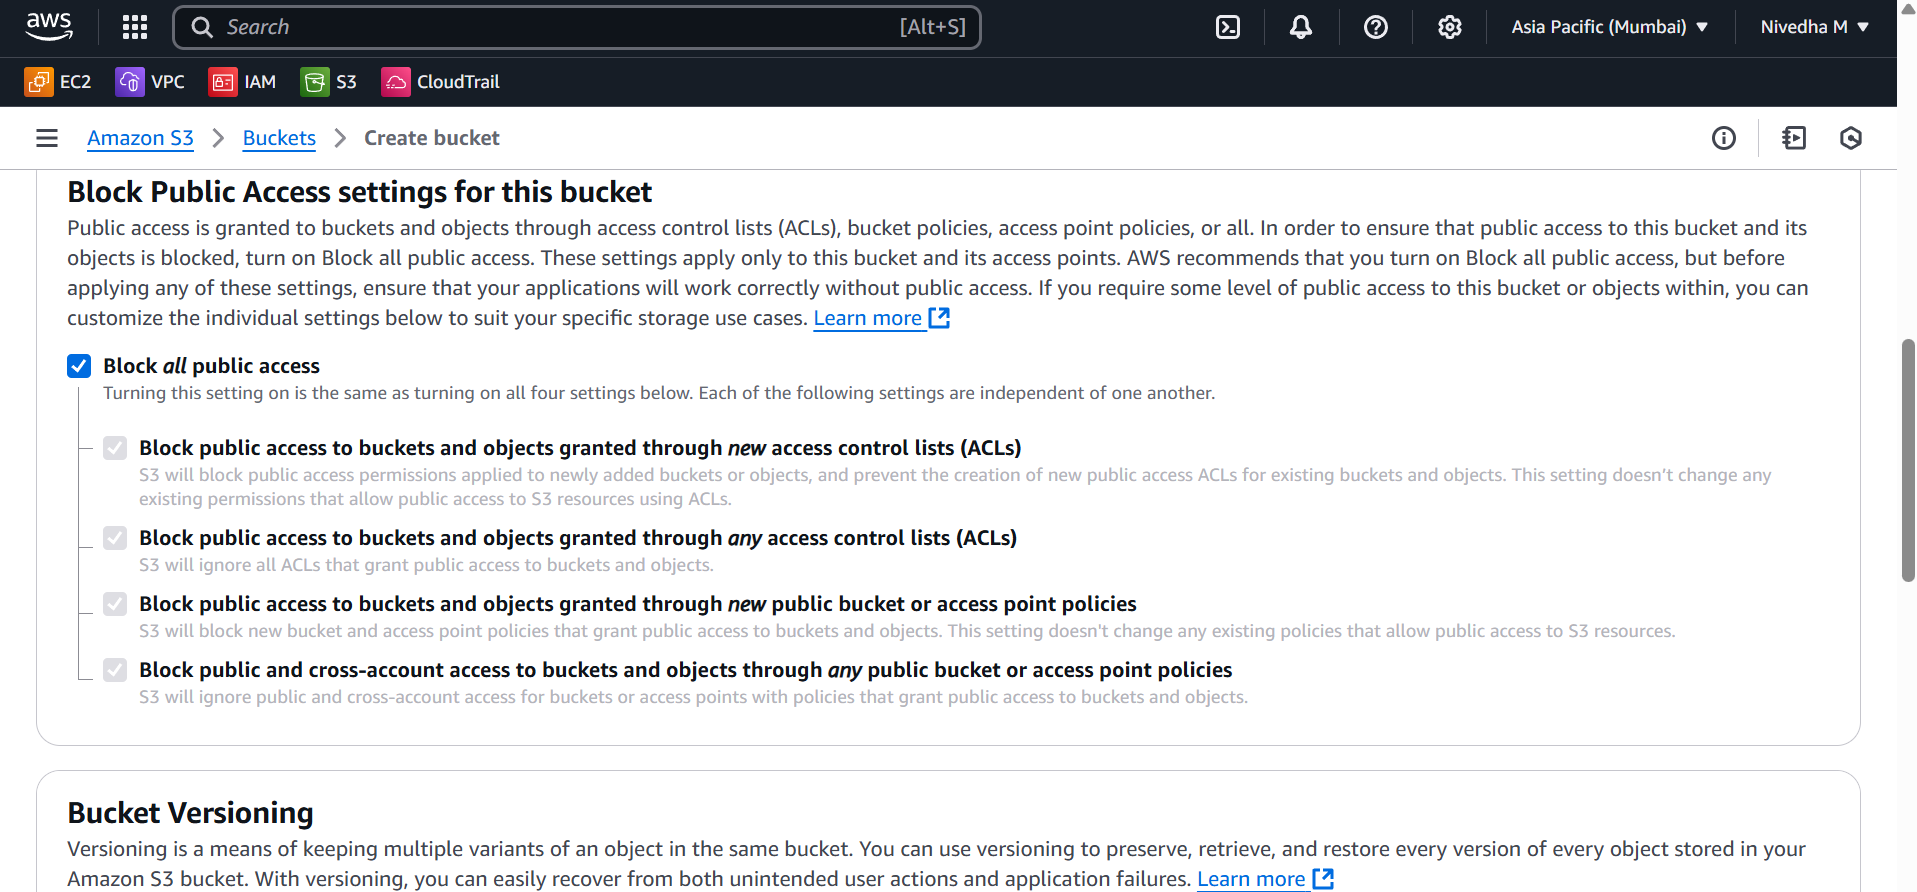 aws
Search
[Alt+S]
Asia Pacific (Mumbai)
Nivedha M
EC2
VPC
IAM
S3
CloudTrail
Amazon S3
Buckets
Create bucket
Block Public Access settings for this bucket
Public access is granted to buckets and objects through access control lists (ACLs), bucket policies, access point policies, or all. In order to ensure that public access to this bucket and its
objects is blocked, turn on Block all public access. These settings apply only to this bucket and its access points. AWS recommends that you turn on Block all public access, but before
applying any of these settings, ensure that your applications will work correctly without public access. If you require some level of public access to this bucket or objects within, you can
customize the individual settings below to suit your specific storage use cases. Learn more
Block all public access
Turning this setting on is the same as turning on all four settings below. Each of the following settings are independent of one another.
Block public access to buckets and objects granted through new access control lists (ACLs)
S3 will block public access permissions applied to newly added buckets or objects, and prevent the creation of new public access ACLs for existing buckets and objects. This setting doesn’t change any
existing permissions that allow public access to S3 resources using ACLs.
Block public access to buckets and objects granted through any access control lists (ACLs)
S3 will ignore all ACLs that grant public access to buckets and objects.
Block public access to buckets and objects granted through new public bucket or access point policies
S3 will block new bucket and access point policies that grant public access to buckets and objects. This setting doesn't change any existing policies that allow public access to S3 resources.
Block public and cross-account access to buckets and objects through any public bucket or access point policies
S3 will ignore public and cross-account access for buckets or access points with policies that grant public access to buckets and objects.
Bucket Versioning
Versioning is a means of keeping multiple variants of an object in the same bucket. You can use versioning to preserve, retrieve, and restore every version of every object stored in your
Amazon S3 bucket. With versioning, you can easily recover from both unintended user actions and application failures. Learn more